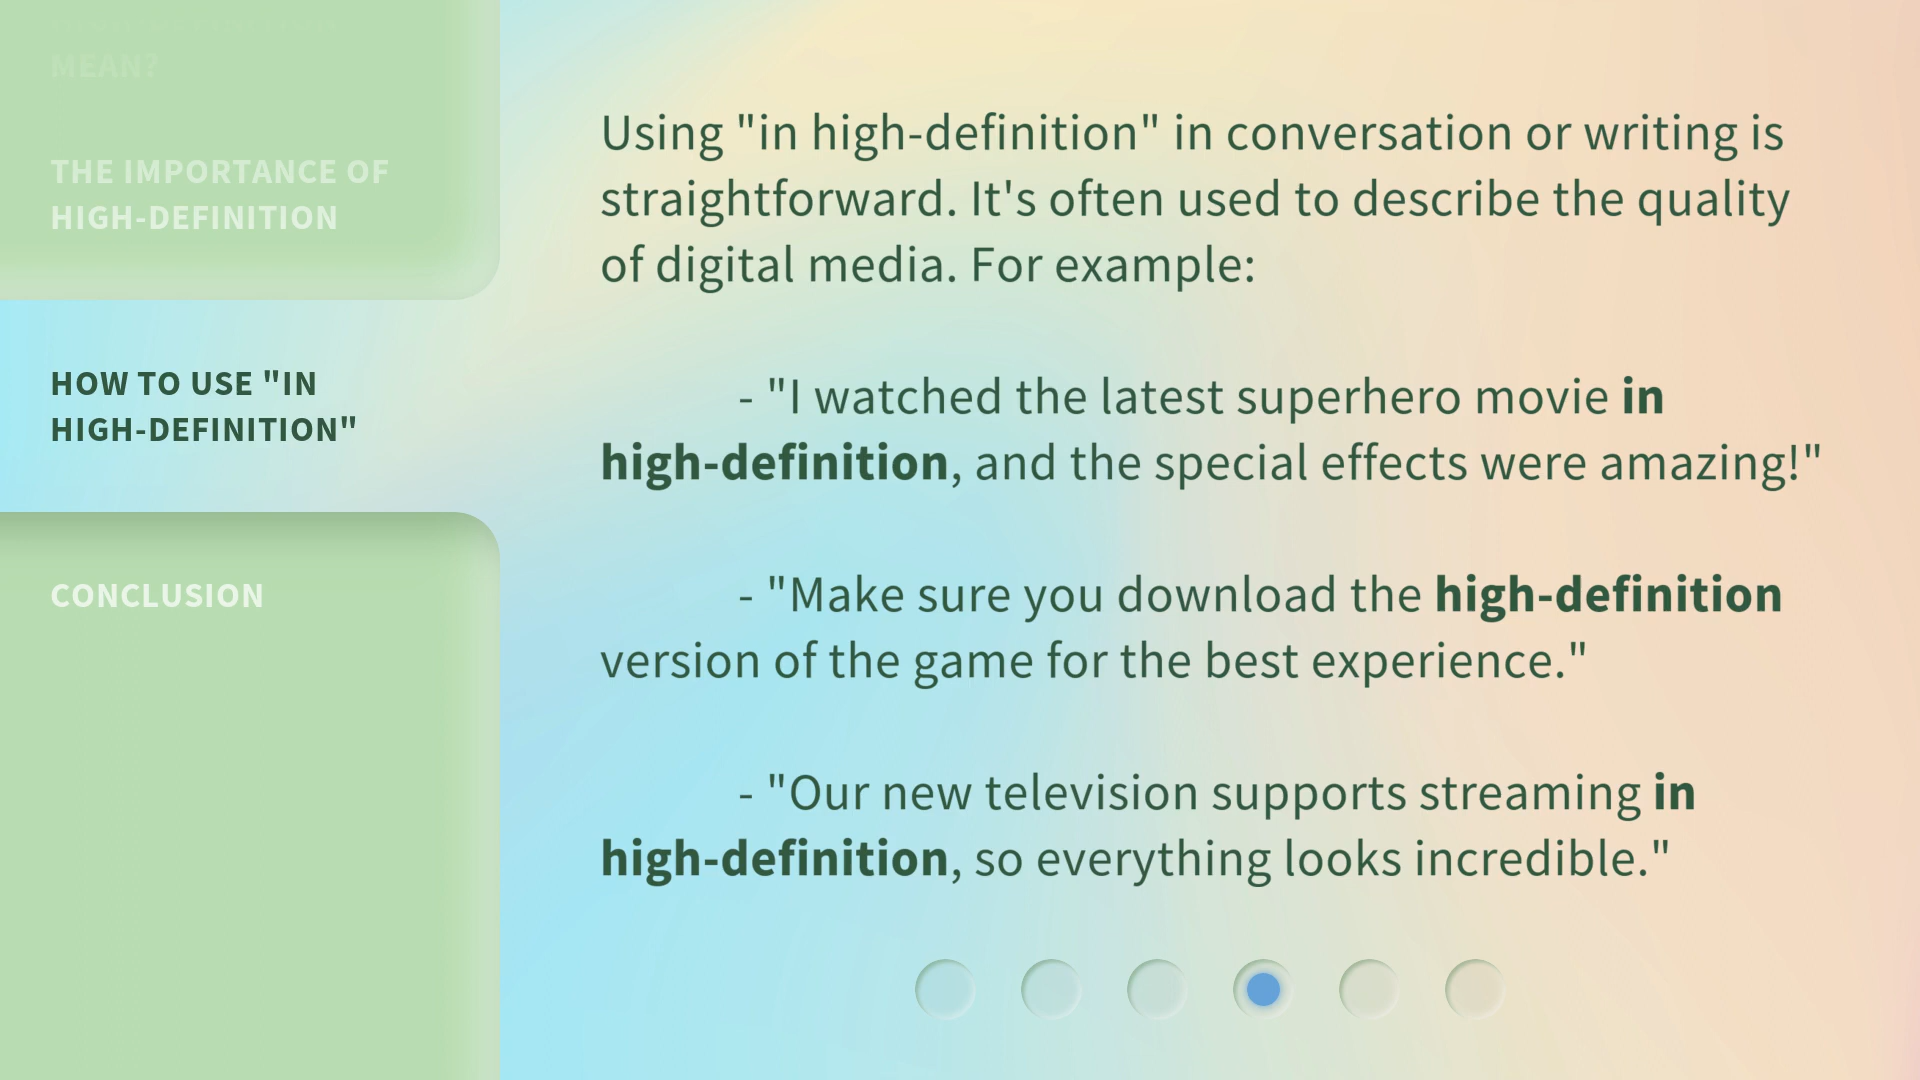 MEAN?
THE IMPORTANCE OF
HIGH-DEFINITION
HOW TO USE "IN
HIGH-DEFINITION"
CONCLUSION
Using "in high-definition" in conversation or writing is
straightforward. It's often used to describe the quality
of digital media. For example:
- "I watched the latest superhero movie in
high-definition, and the special effects were amazing!"
- "Make sure you download the high-definition
version of the game for the best experience."
- "Our new television supports streaming in
high-definition, so everything looks incredible."